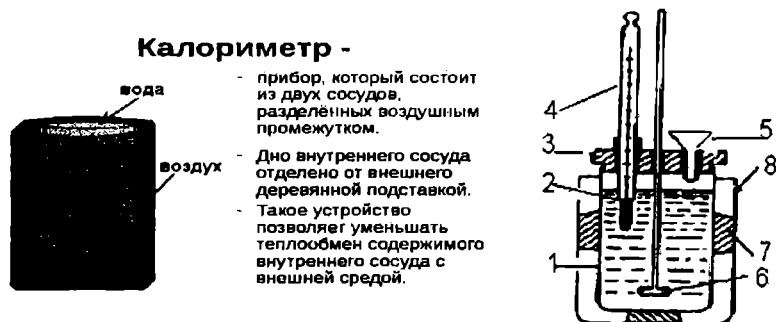 Калориметр -
вода
воздух
- прибор, который состоит
из двух сосудов,
разделённых воздушным
промежутком.
- Дно внутреннего сосуда
отделено от внешнего
деревянной подставкой.
- Такое устройство
позволяет уменьшать
теплообмен содержимого
внутреннего сосуда с
внешней средой.
4
5
3
8
2
7
1
6